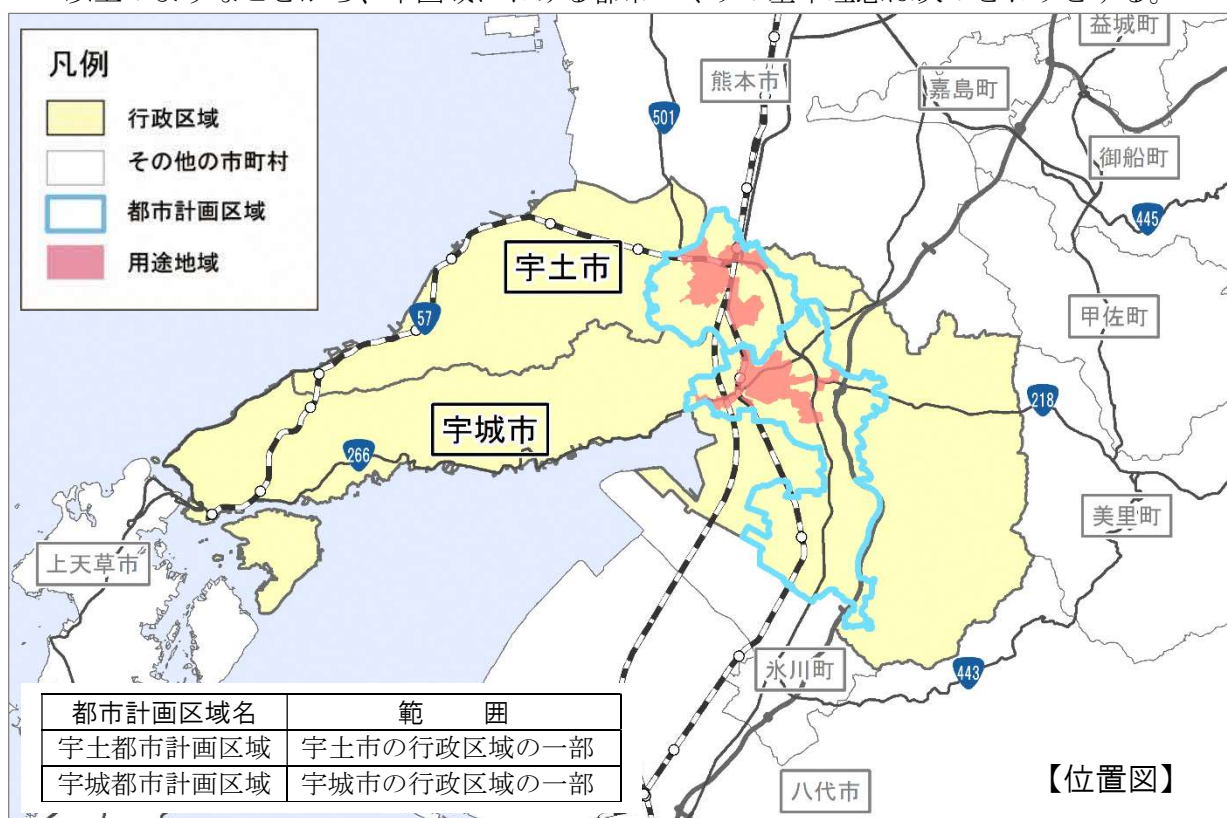 凡例
行政区域
その他の市町村
都市計画区域
用途地域
益城町
熊本市
嘉島町
501
御船町
445
宇土市
57
甲佐町
218
宇城市
266
美里町
上天草市
氷川町
443
都市計画区域名 範囲
宇土都市計画区域 宇土市の行政区域の一部
宇城都市計画区域 宇城市の行政区域の一部
八代市
【位置図】